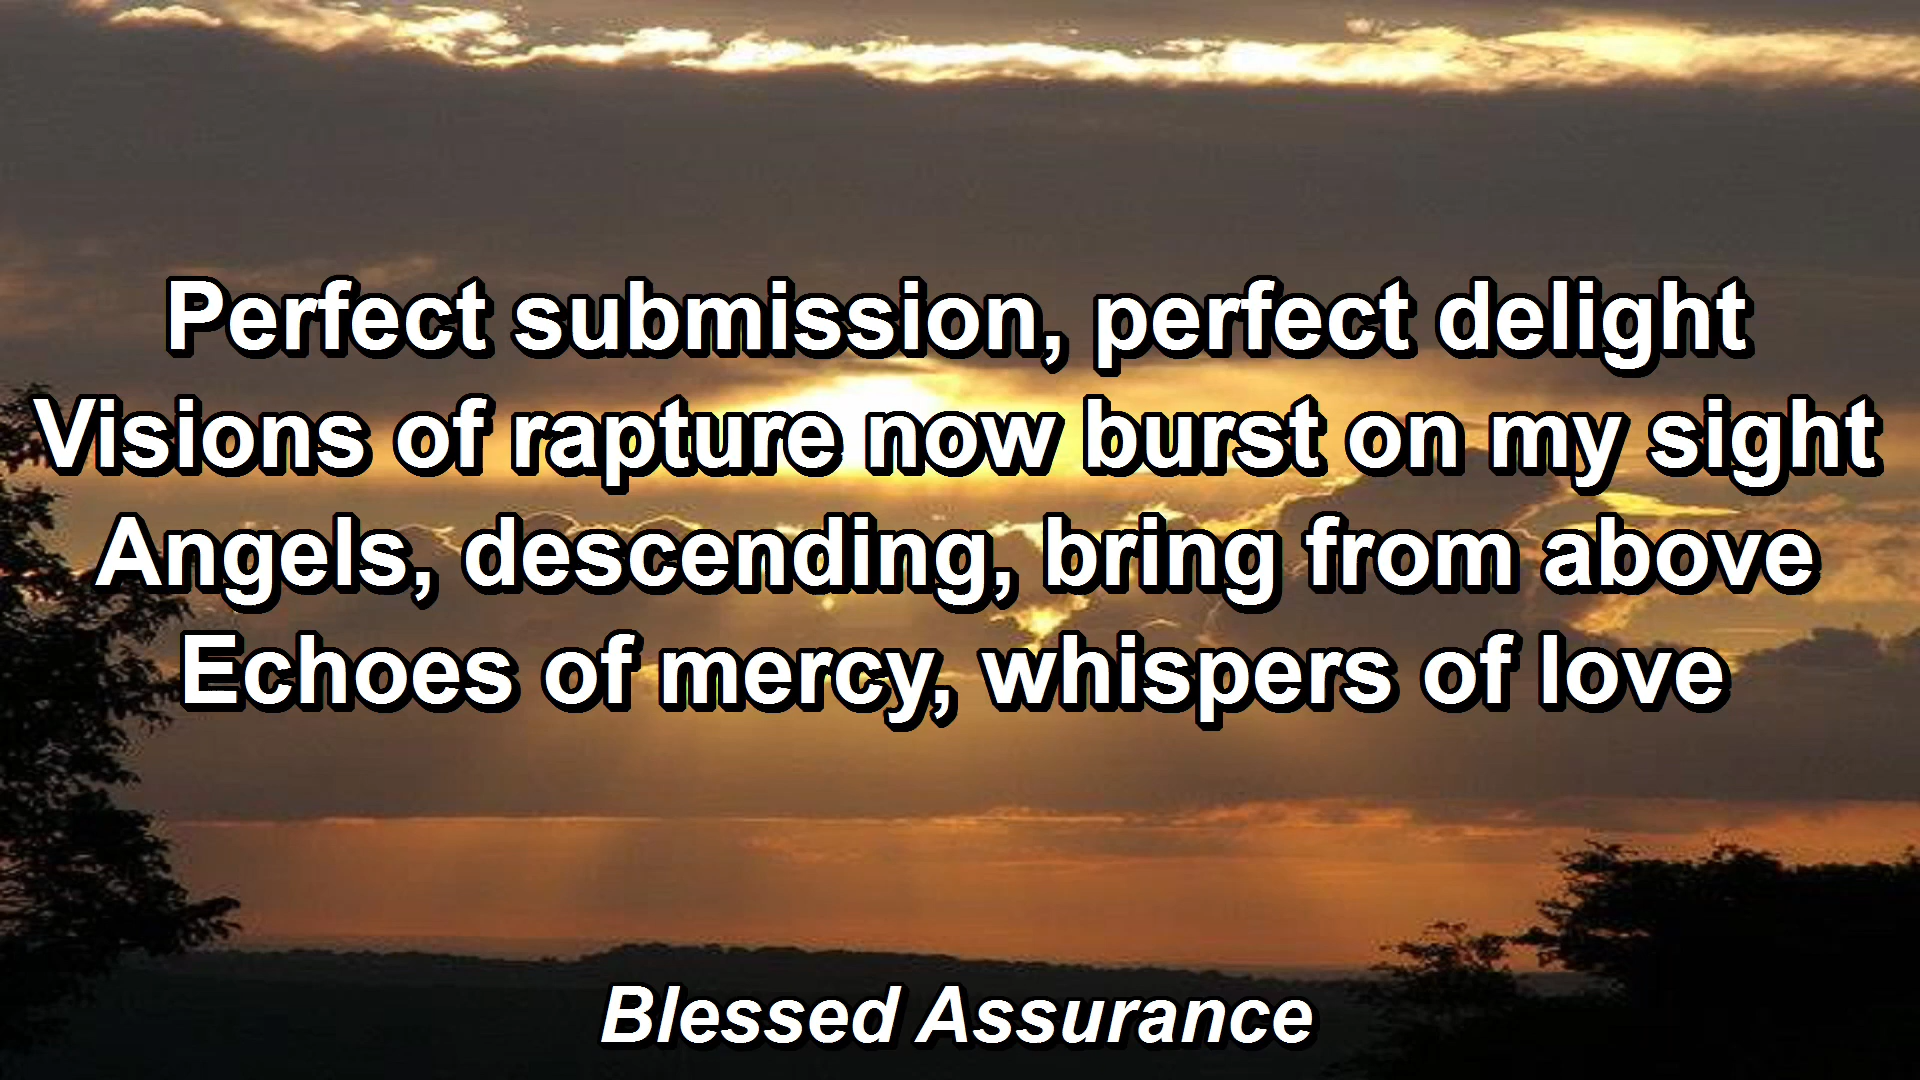 Perfect submission, perfect delight
Visions of rapture now burst on my sight
Angels, descending, bring from above
Echoes of mercy, whispers of love
Blessed Assurance